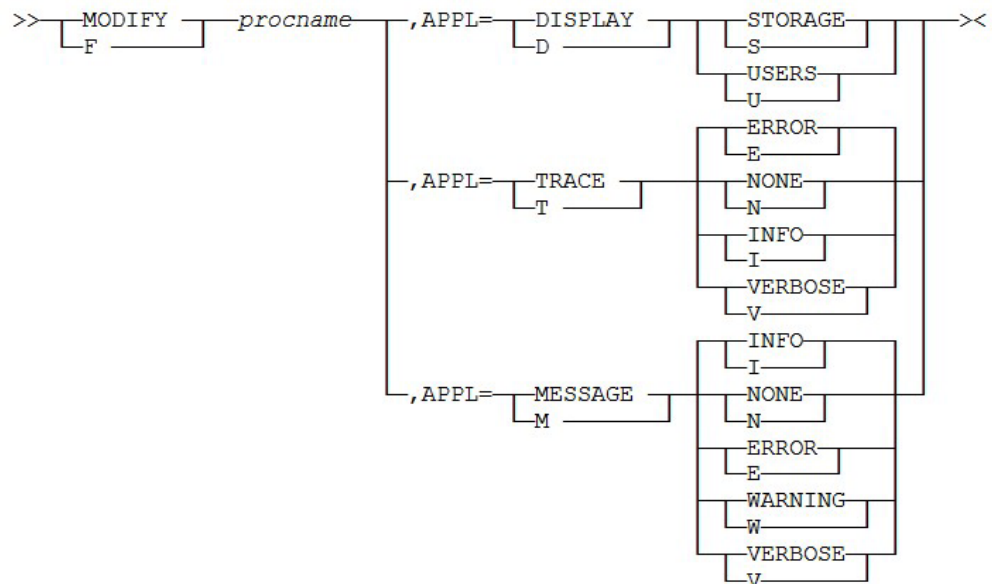 >> MODIFY procname ,APPL= DISPLAY STORAGE ><
F D S
USERS
U
ERROR
E
,APPL= TRACE NONE
T N
INFO
I
VERBOSE
V
INFO
I
,APPL= MESSAGE NONE
M N
ERROR
E
WARNING
W
VERBOSE
V